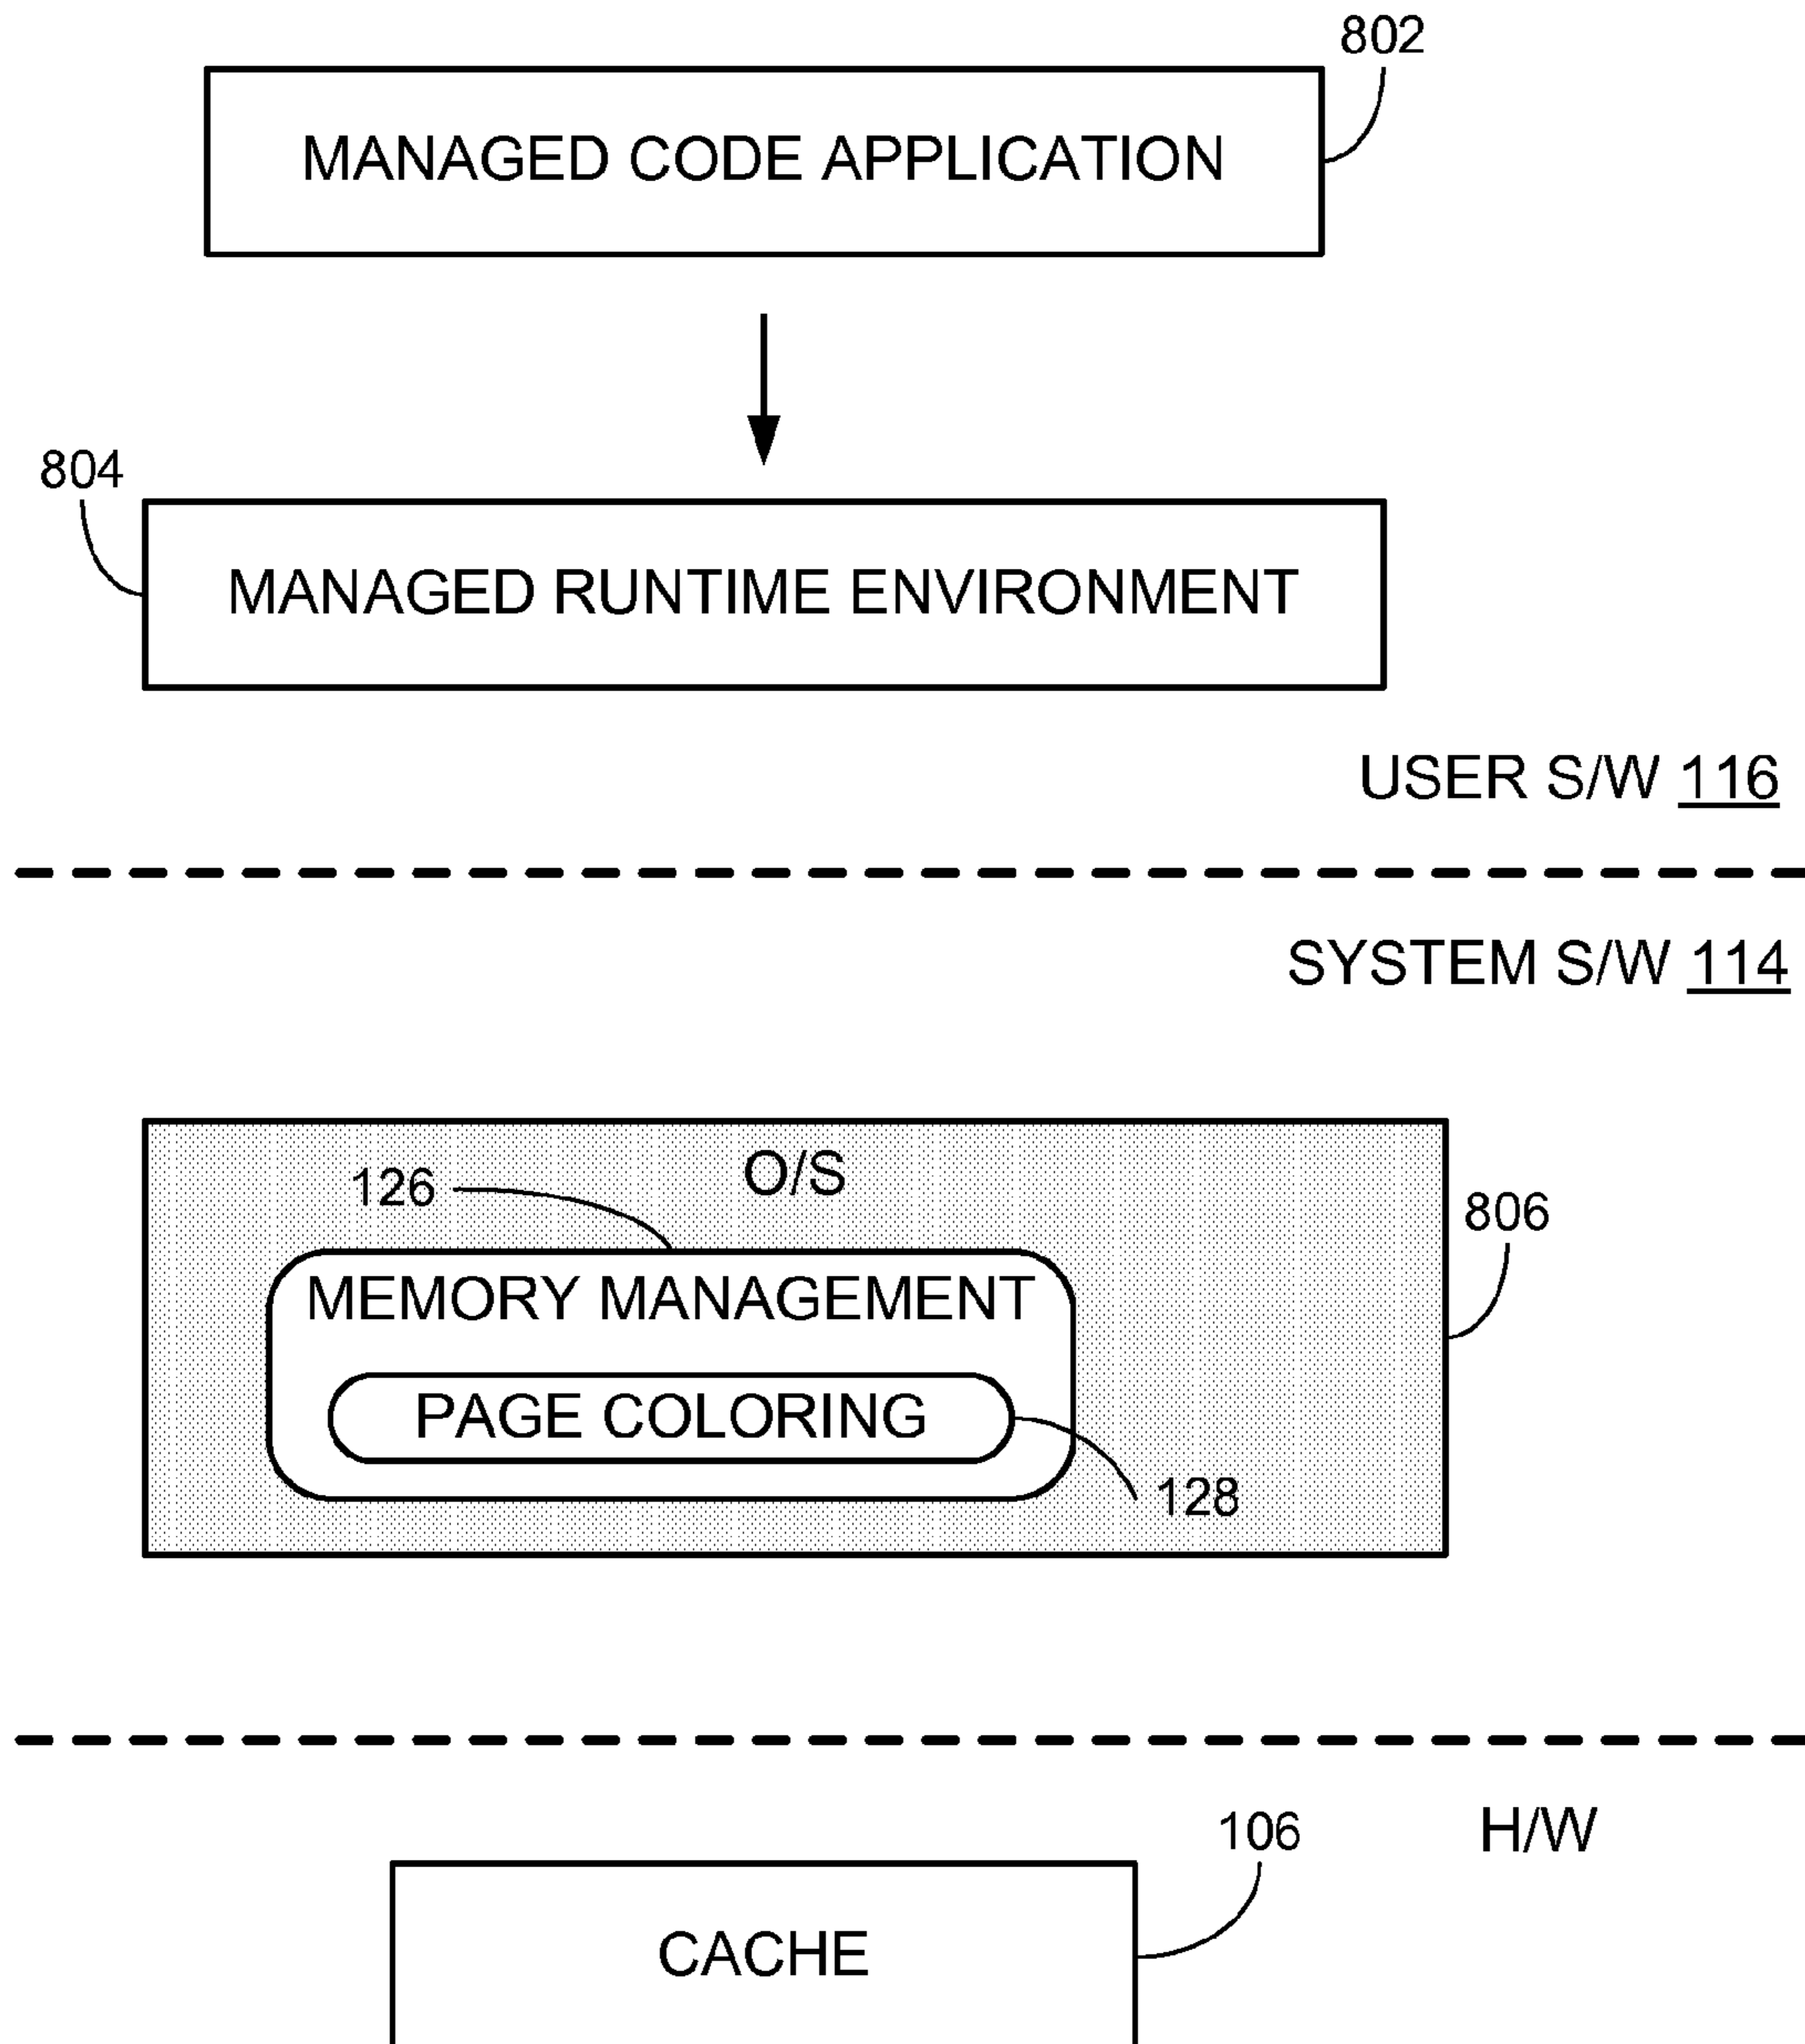 802
MANAGED CODE APPLICATION
804
MANAGED RUNTIME ENVIRONMENT
USER S/W 116
SYSTEM S/W 114
O/S
126
806
MEMORY MANAGEMENT
PAGE COLORING
128
106
H/W
CACHE